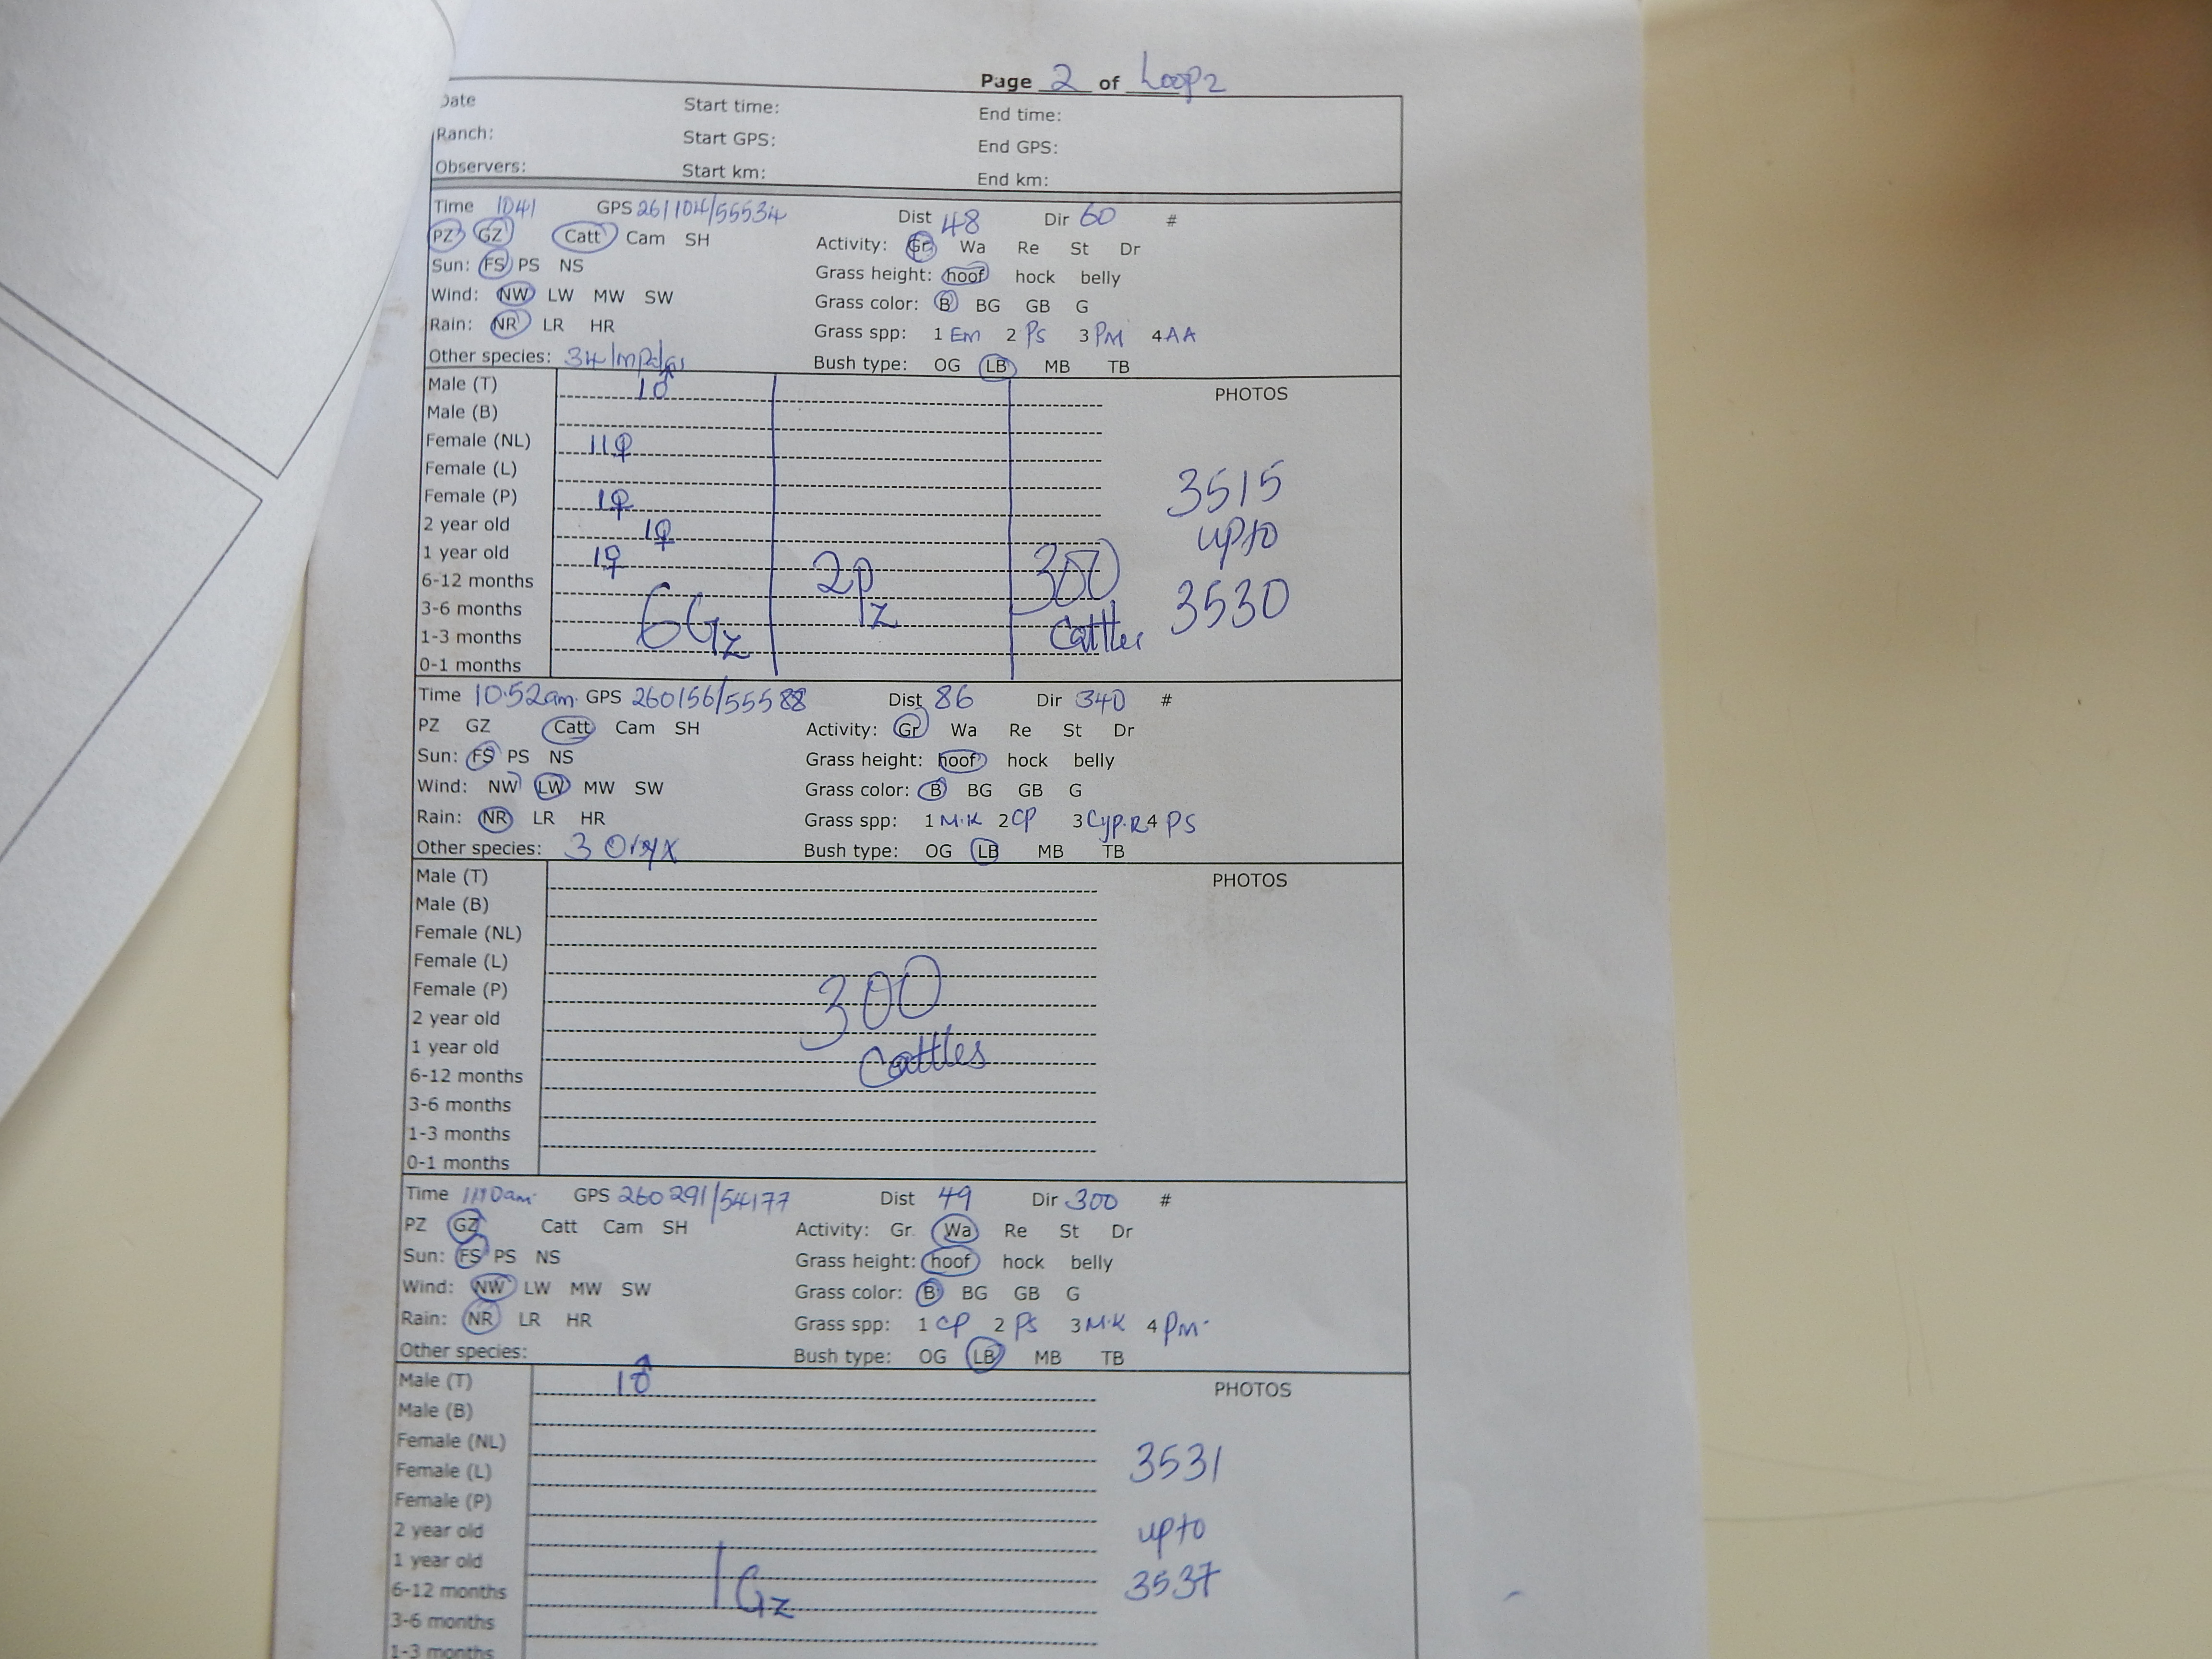 Page 2 of Loop2
Date Start time: End time:
Ranch: Start GPS: End GPS:
Observers: Start km: End km:
Time 1041 GPS 261104/55534 Dist 48 Dir 60 #
PZ GZ Catt Cam SH Activity: Gr Wa Re St Dr
Sun: FS PS NS Grass height: hoof hock belly
Wind: NW LW MW SW Grass color: B BG GB G
Rain: NR LR HR Grass spp: 1 Em 2 PS 3 PM 4 AA
Other species: 34 Bush type: OG LB MB TB
Male (T) 1♂ PHOTOS
Male (B)
Female (NL) 11♀
Female (L)
Female (P) 1♀ 3515
2 year old 1♀ upto
1 year old 1♀
6-12 months 2PZ 300 3530
3-6 months 6GZ
1-3 months
0-1 months
Time 10.52am GPS 260156/55588 Dist 86 Dir 340 #
PZ GZ Catt Cam SH Activity: Gr Wa Re St Dr
Sun: FS PS NS Grass height: hoof hock belly
Wind: NW LW MW SW Grass color: B BG GB G
Rain: NR LR HR Grass spp: 1 M.K 2 CP 3 Cyp.R 4 PS
Other species: 3 Oryx Bush type: OG LB MB TB
Male (T) PHOTOS
Male (B)
Female (NL)
Female (L)
Female (P) 300
2 year old
1 year old Cattles
6-12 months
3-6 months
1-3 months
0-1 months
Time 1110am GPS 260291/54177 Dist 49 Dir 300 #
PZ GZ Catt Cam SH Activity: Gr Wa Re St Dr
Sun: FS PS NS Grass height: hoof hock belly
Wind: NW LW MW SW Grass color: B BG GB G
Rain: NR LR HR Grass spp: 1 CP 2 PS 3 M.K 4 PM
Other species: Bush type: OG LB MB TB
Male (T) 1♂ PHOTOS
Male (B)
Female (NL) 3531
Female (L)
Female (P)
2 year old upto
1 year old
6-12 months 1GZ 3537
3-6 months
1-3 months